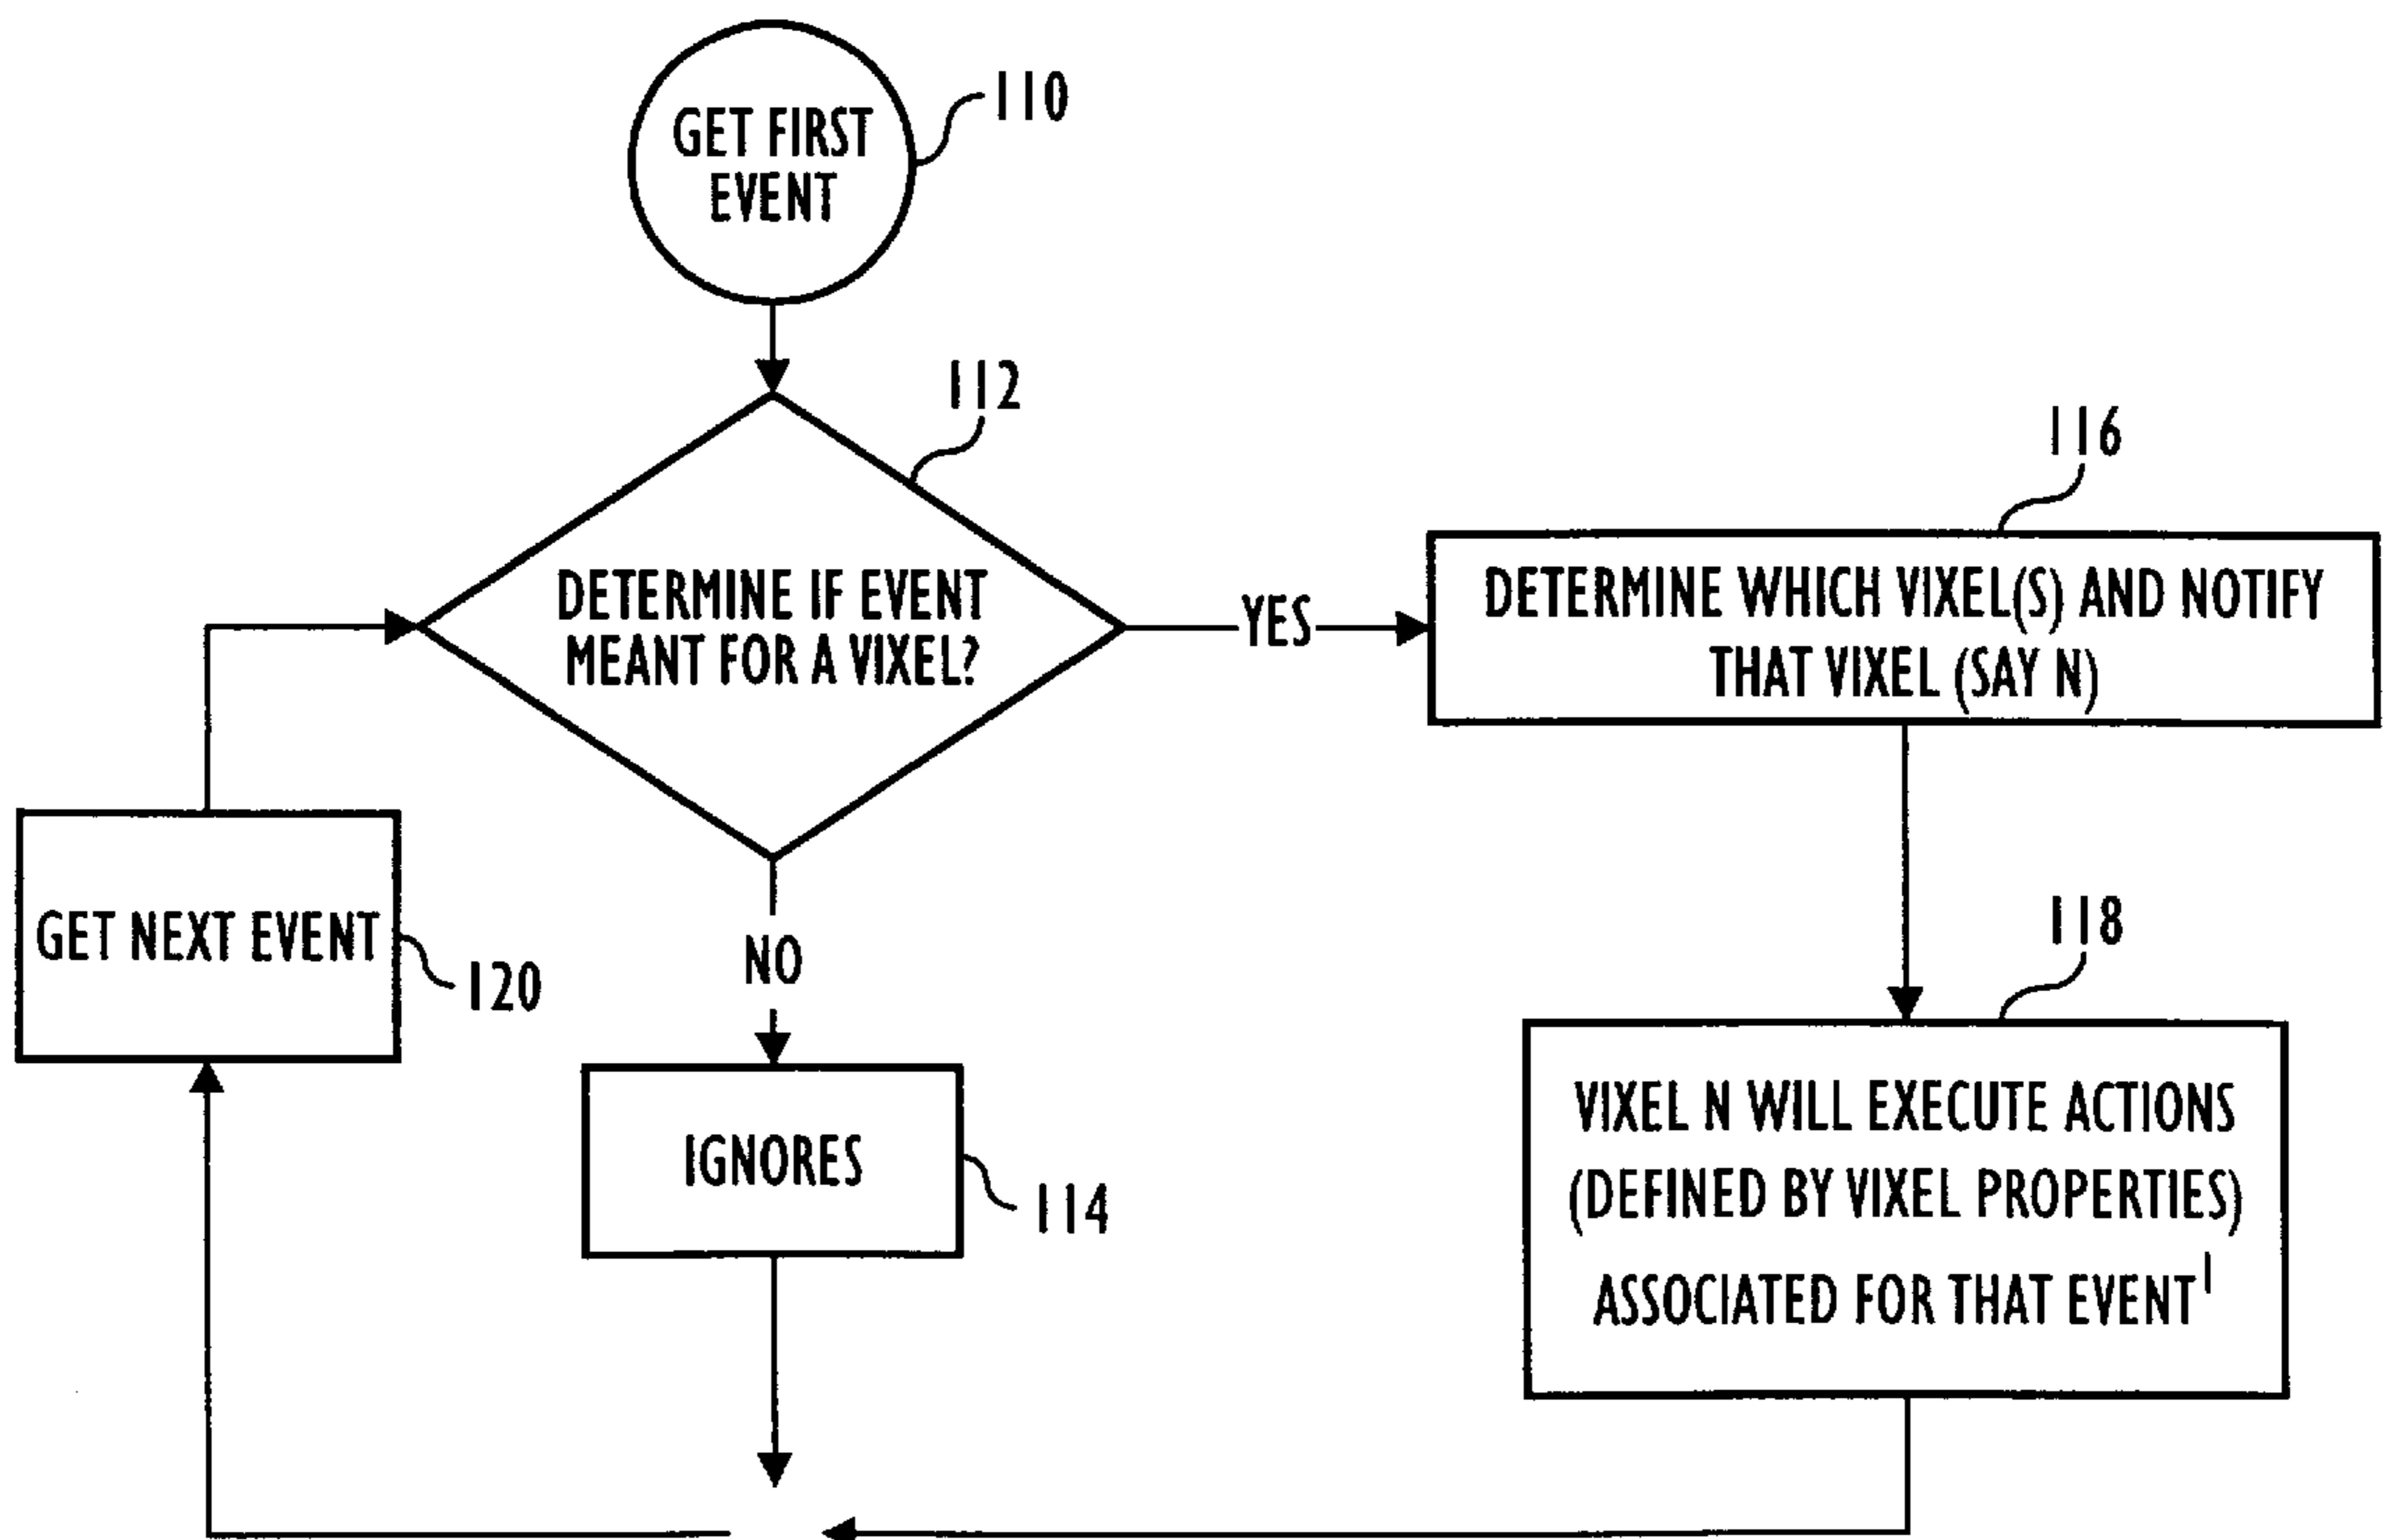 GET FIRST
EVENT
110
112
DETERMINE IF EVENT
MEANT FOR A VIXEL?
YES
116
DETERMINE WHICH VIXEL(S) AND NOTIFY
THAT VIXEL (SAY N)
GET NEXT EVENT
120
NO
118
IGNORES
114
VIXEL N WILL EXECUTE ACTIONS
(DEFINED BY VIXEL PROPERTIES)
ASSOCIATED FOR THAT EVENT¹